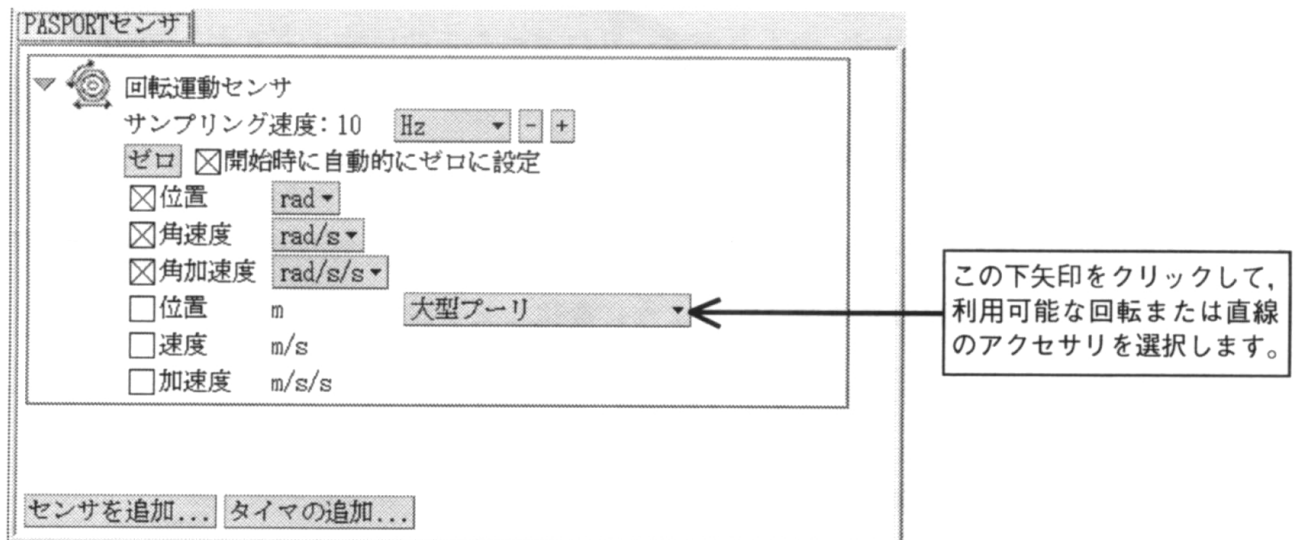 PASPORTセンサ
回転運動センサ
サンプリング速度: 10 Hz - +
ゼロ 開始時に自動的にゼロに設定
位置 rad
角速度 rad/s
角加速度 rad/s/s
位置 m 大型プーリ
速度 m/s
加速度 m/s/s
センサを追加... タイマの追加...
この下矢印をクリックして,
利用可能な回転または直線
のアクセサリを選択します。